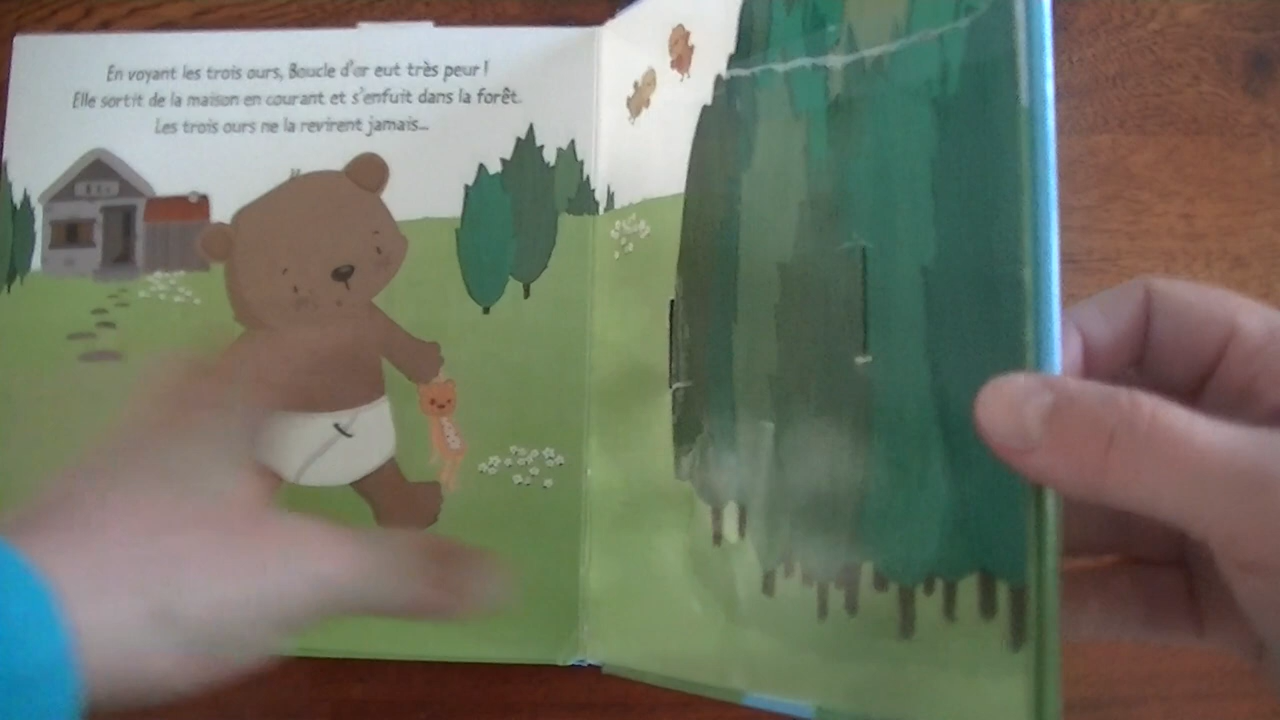 En voyant les trois ours, Boucle d'or eut très peur !
Elle sortit de la maison en courant et s'enfuit dans la forêt.
Les trois ours ne la revirent jamais...